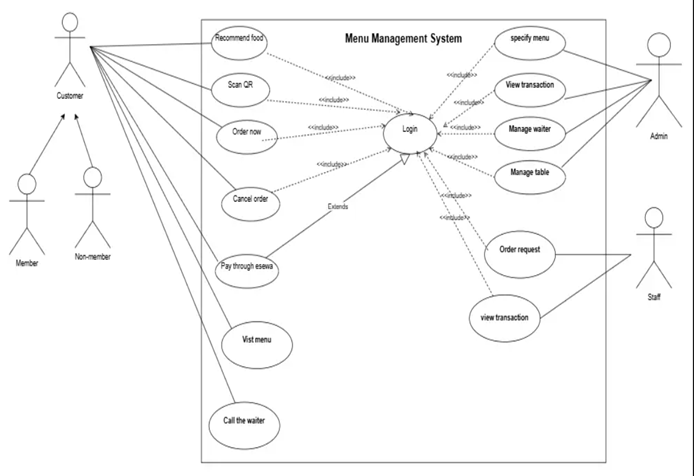 Menu Management System
Recommend food
specify menu
<<include>>
<<include>>
Scan QR
View transaction
<<include>>
<<include>>
Customer
Order now
<<include>>
Login
<<include>>
Manage waiter
Admin
<<include>>
<<include>>
Manage table
Cancel order
Extends
<<include>>
<<include>>
Member
Non-member
Pay through esewa
Order request
Staff
view transaction
Vist menu
Call the waiter